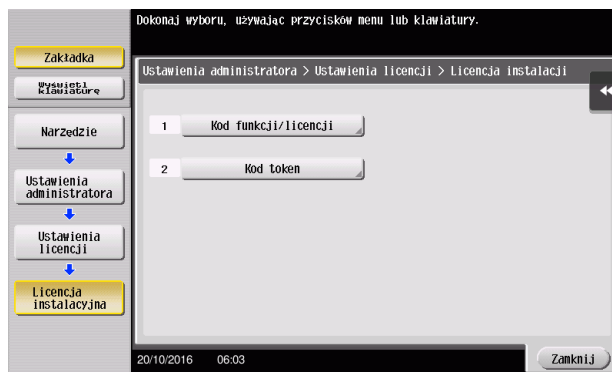 Dokonaj wyboru, używając przycisków menu lub klawiatury.
Zakładka
Wyświetl
klawiaturę
Ustawienia administratora > Ustawienia licencji > Licencja instalacji
Narzędzie
1 Kod funkcji/licencji
2 Kod token
Ustawienia
administratora
Ustawienia
licencji
Licencja
instalacyjna
20/10/2016 06:03
Zamknij